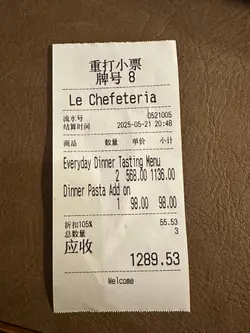 重打小票
牌号 8
Le Chefeteria
流水号 0521005
结算时间 2025-05-21 20:48
商品 数量 单价 小计
Everyday Dinner Tasting Menu
2 568.00 1136.00
Dinner Pasta Add on
1 98.00 98.00
折扣105% 55.53
总数量 3
应收
1289.53
Welcome